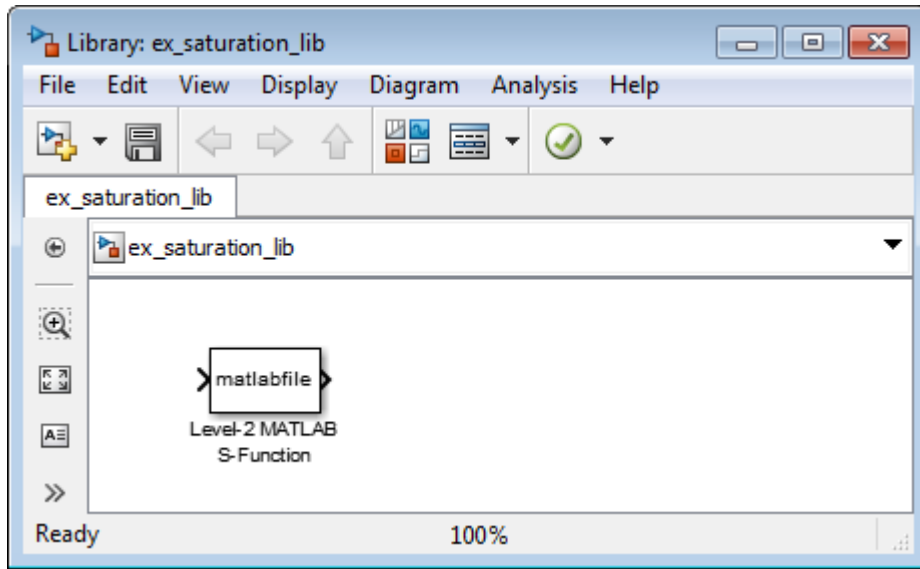 Library: ex_saturation_lib
File Edit View Display Diagram Analysis Help
ex_saturation_lib
ex_saturation_lib
matlabfile
Level-2 MATLAB
S-Function
Ready 100%